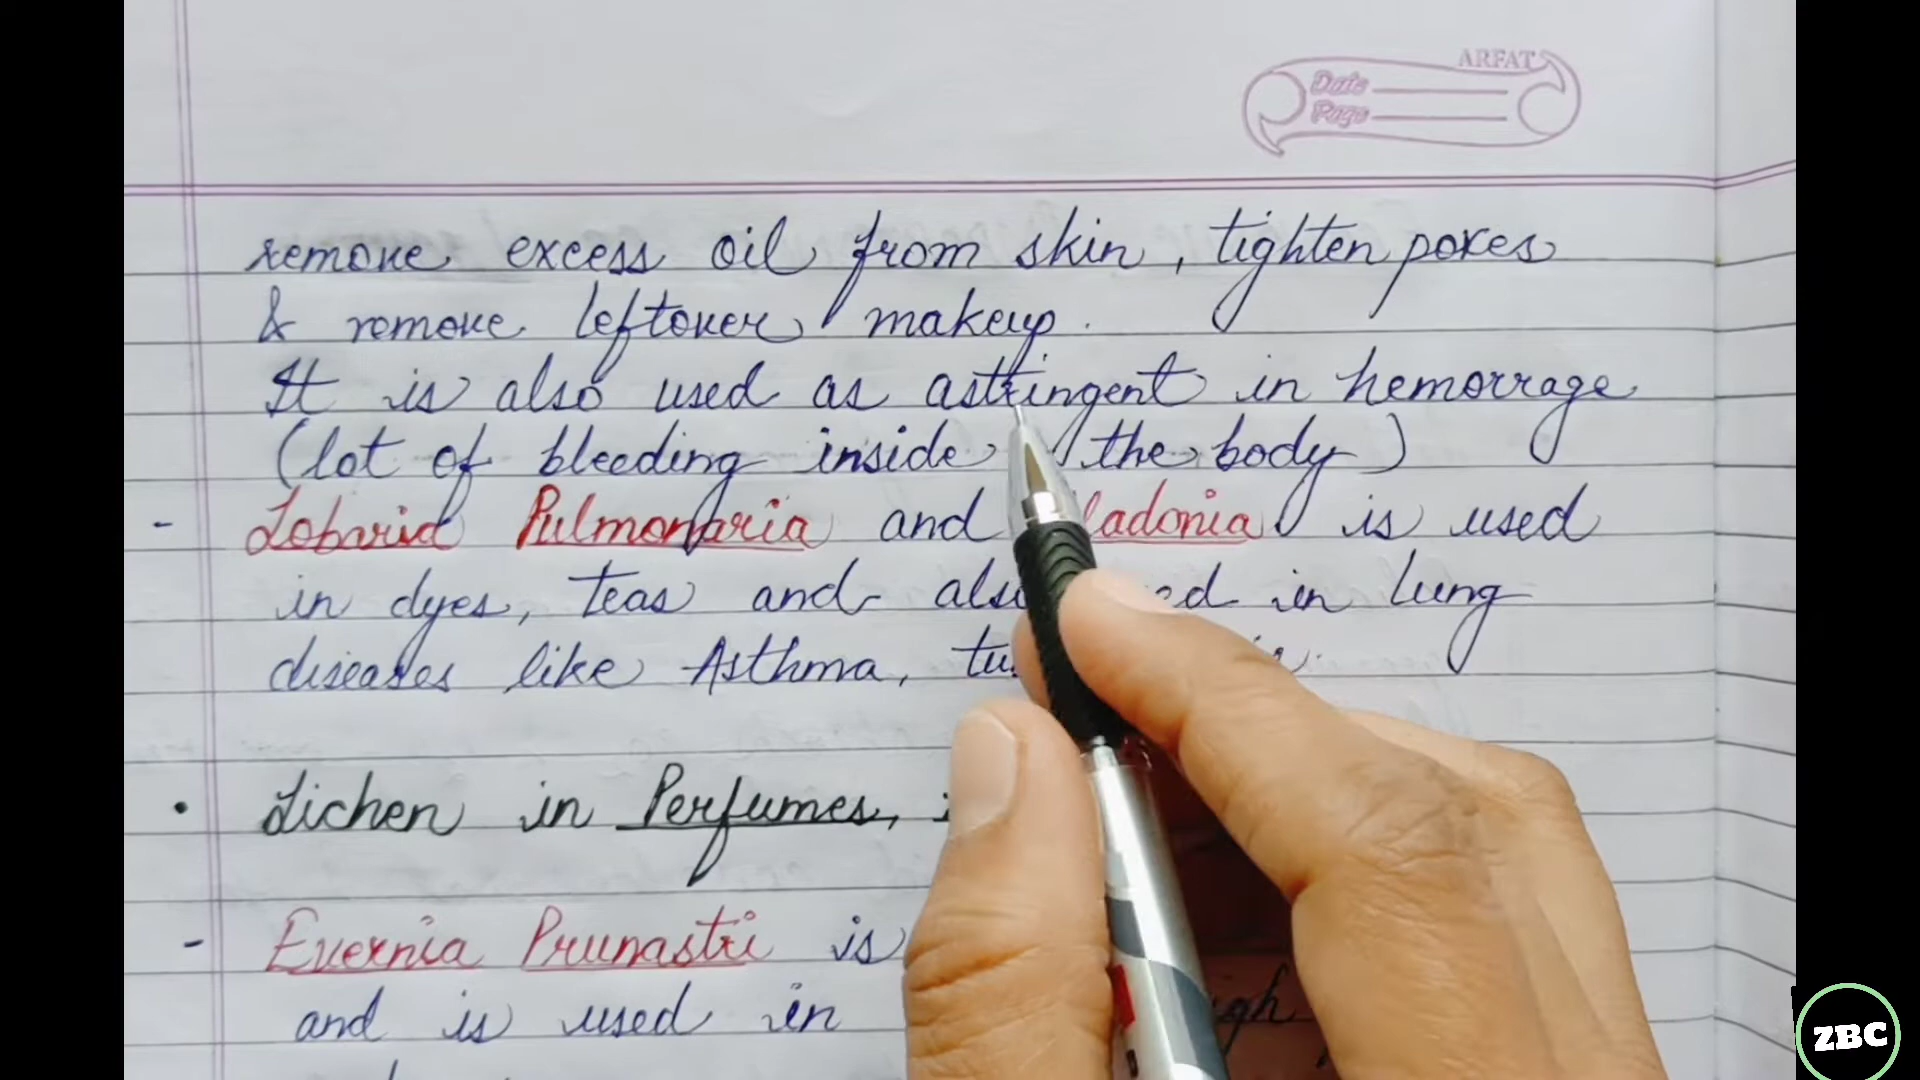 ARFAT
Date
Page
remove excess oil from skin, tighten pores
& remove leftover makeup.
It is also used as astringent in hemorrage
(lot of bleeding inside the body)
- Lobaria Pulmonaria and ladonia is used
in dyes, teas and also in lung
diseases like Asthma,
• Lichen in Perfumes,
- Evernia Prunastri is
and is used in
ZBC